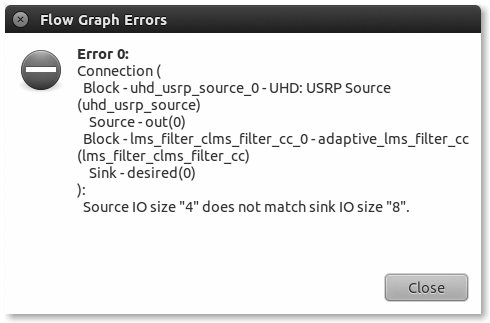 Flow Graph Errors
Error 0:
Connection (
Block - uhd_usrp_source_0 - UHD: USRP Source
(uhd_usrp_source)
Source - out(0)
Block - lms_filter_clms_filter_cc_0 - adaptive_lms_filter_cc
(lms_filter_clms_filter_cc)
Sink - desired(0)
):
Source IO size "4" does not match sink IO size "8".
Close